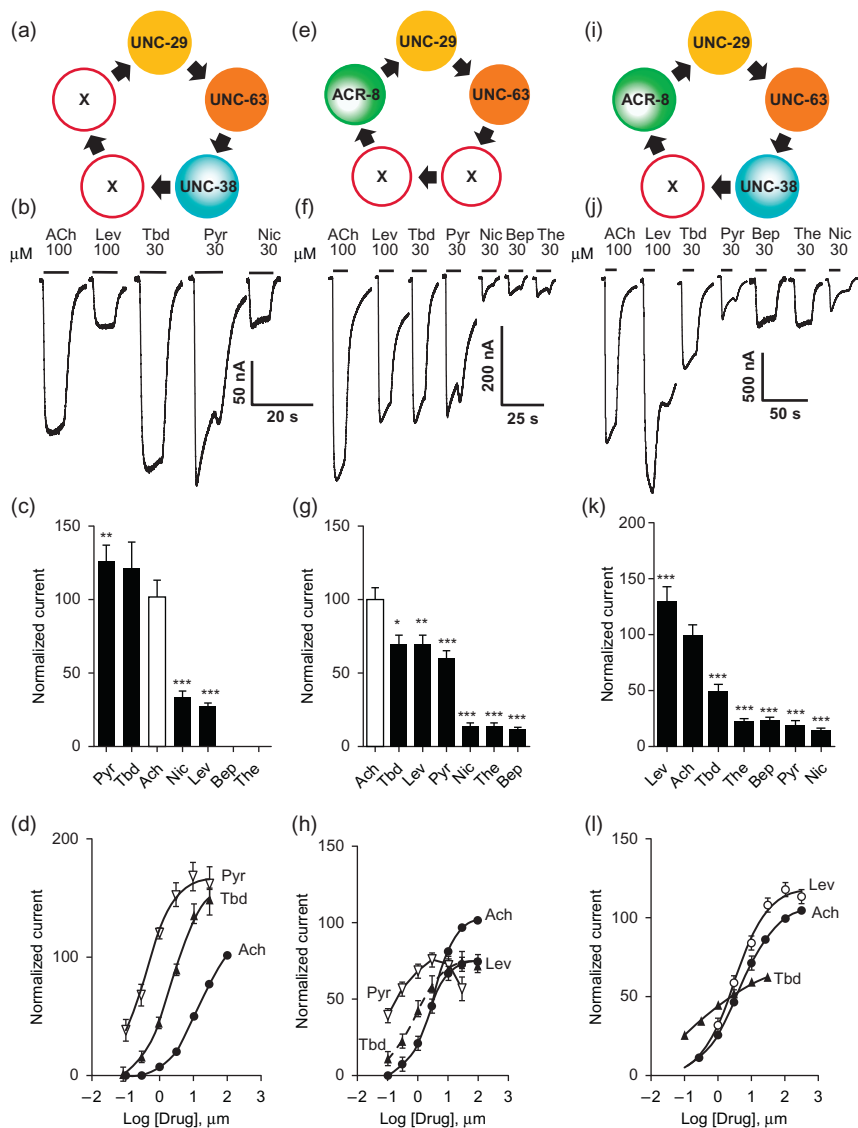 (a)
UNC-29
X
UNC-63
X
UNC-38
(b)
ACh Lev Tbd Pyr Nic
μM 100 100 30 30 30
50 nA
20 s
(c)
Normalized current
150
100
50
0
**
***
***
Pyr Tbd Ach Nic Lev Bep The
(d)
Normalized current
200
100
0
Pyr
Tbd
Ach
–2 –1 0 1 2 3
Log [Drug], μm
(e)
UNC-29
ACR-8
UNC-63
X
X
(f)
ACh Lev Tbd Pyr Nic Bep The
100 100 30 30 30 30 30
200 nA
25 s
(g)
Normalized current
150
100
50
0
*
**
***
***
***
***
Ach Tbd Lev Pyr Nic The Bep
(h)
Normalized current
150
100
50
0
Ach
Lev
Pyr
Tbd
–2 –1 0 1 2 3
Log [Drug], μm
(i)
UNC-29
ACR-8
UNC-63
X
UNC-38
(j)
ACh Lev Tbd Pyr Bep The Nic
μM 100 100 30 30 30 30 30
500 nA
50 s
(k)
Normalized current
200
150
100
50
0
***
***
***
***
***
***
Lev Ach Tbd The Bep Pyr Nic
(l)
Normalized current
150
100
50
0
Lev
Ach
Tbd
–2 –1 0 1 2 3
Log [Drug], μm